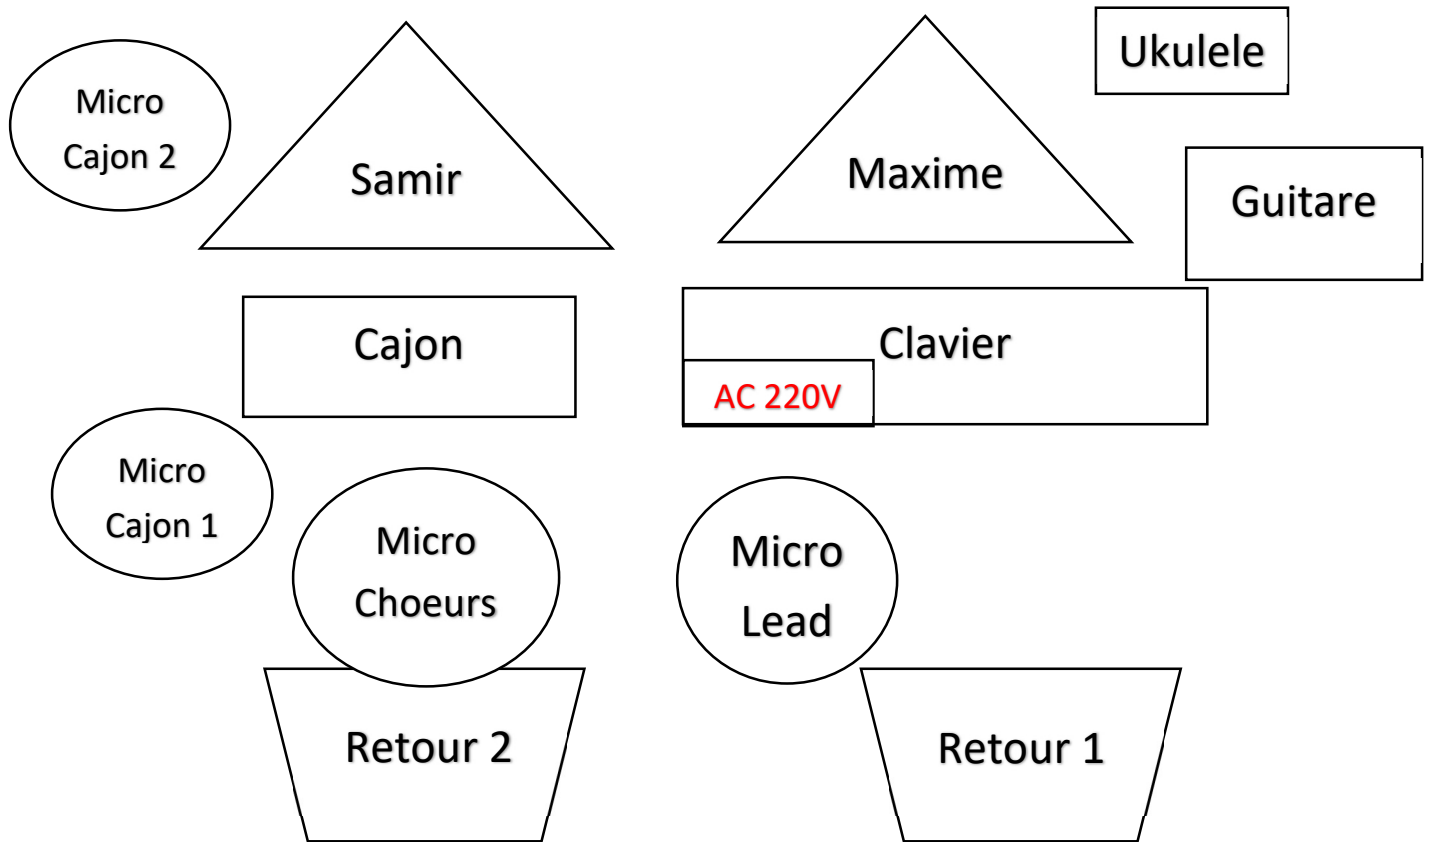 Micro
Cajon 2
Samir
Maxime
Ukulele
Guitare
Cajon
Clavier
AC 220V
Micro
Cajon 1
Micro
Choeurs
Micro
Lead
Retour 2
Retour 1